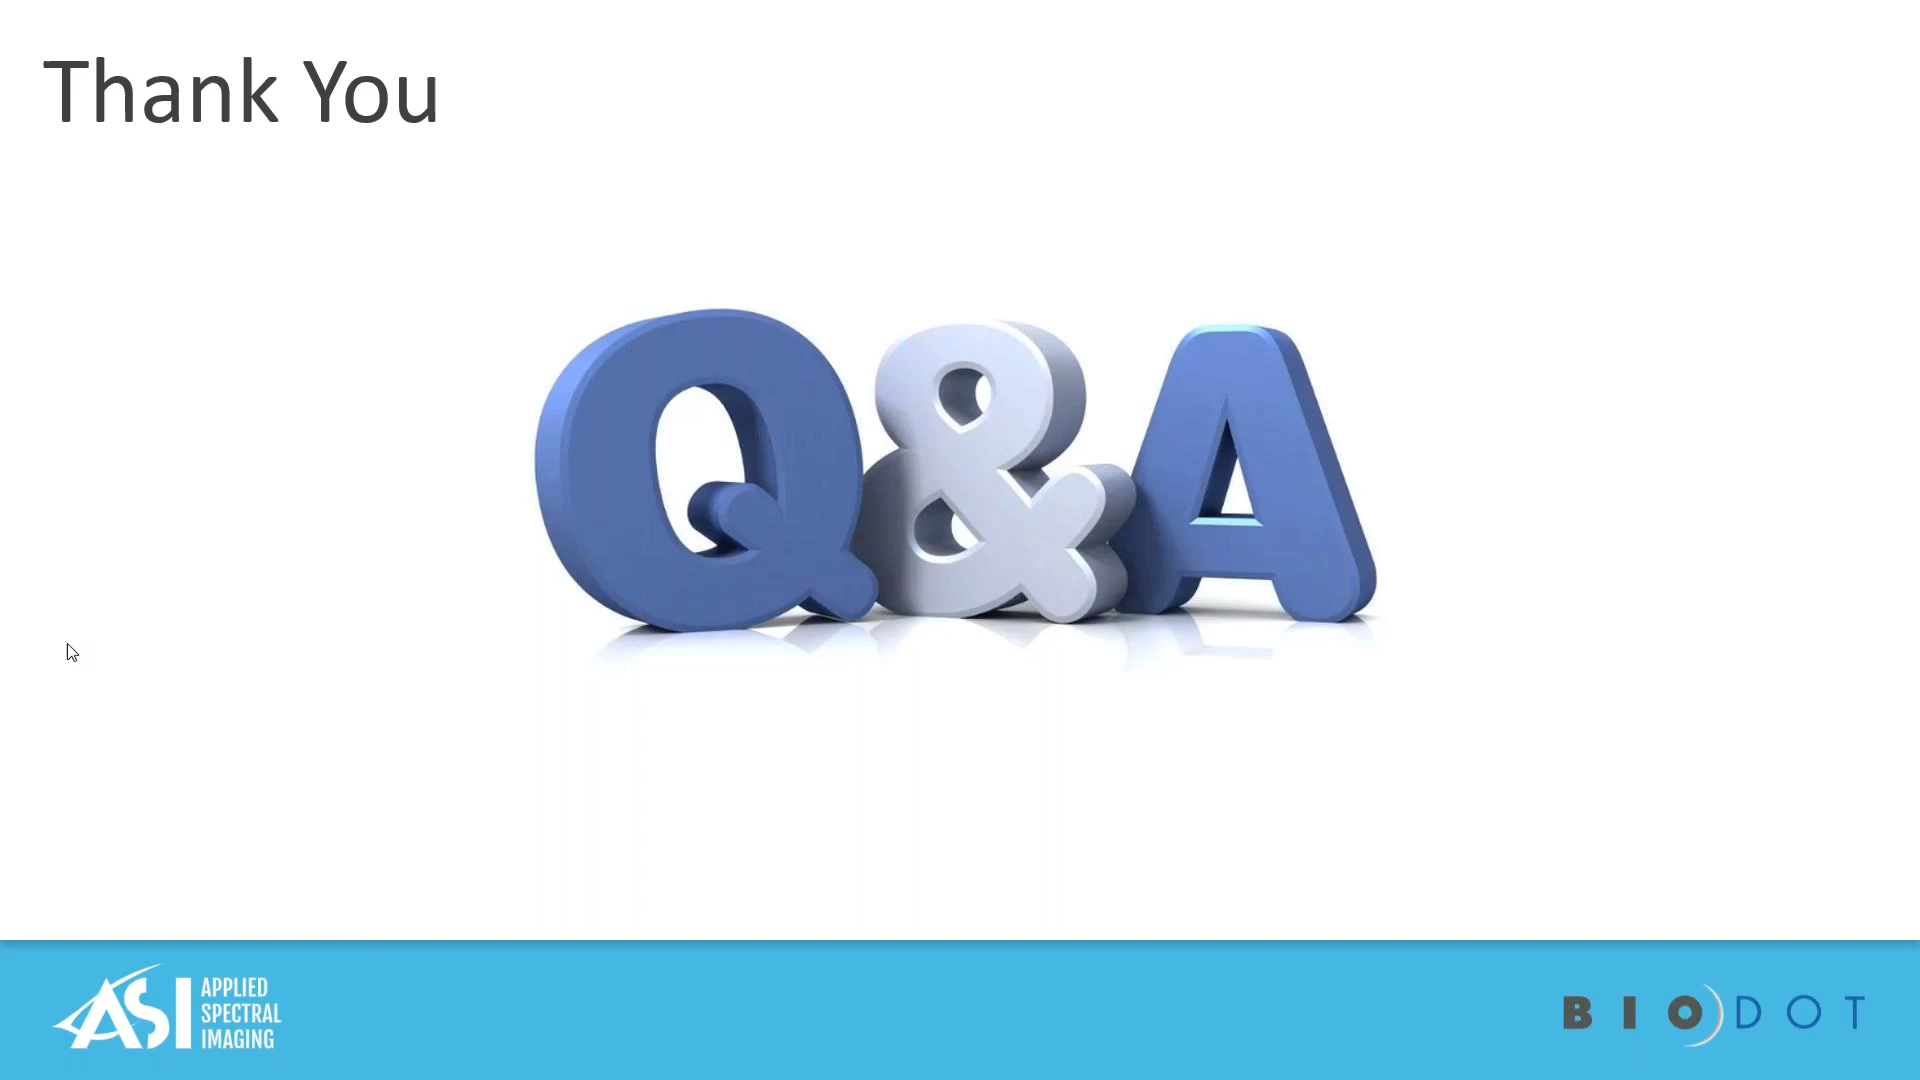 Thank You
Q&A
ASI APPLIED
SPECTRAL
IMAGING
BIODOT